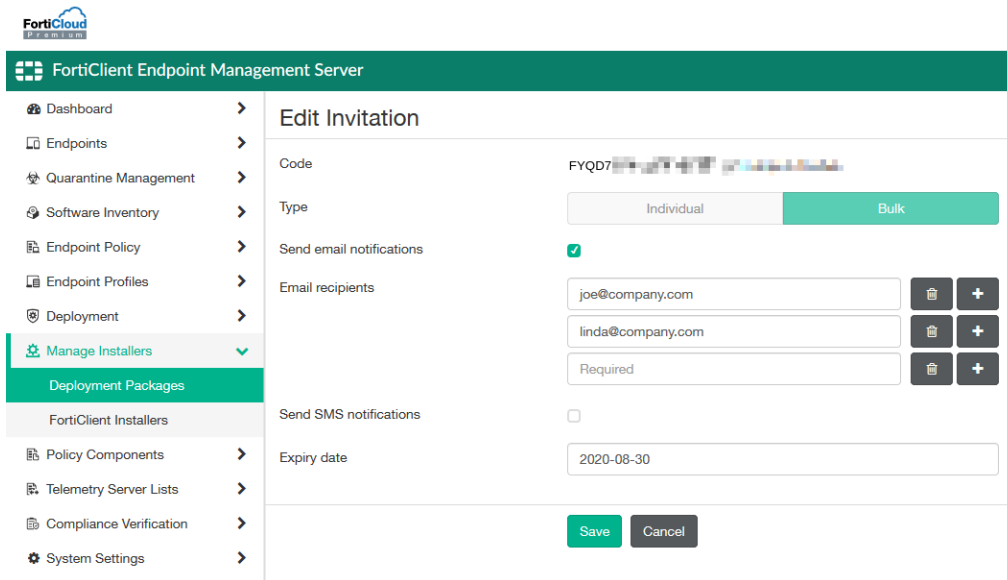 FortiCloud
Premium
FortiClient Endpoint Management Server
Dashboard
Endpoints
Quarantine Management
Software Inventory
Endpoint Policy
Endpoint Profiles
Deployment
Manage Installers
Deployment Packages
FortiClient Installers
Policy Components
Telemetry Server Lists
Compliance Verification
System Settings
Edit Invitation
Code FYQD7
Type Individual Bulk
Send email notifications
Email recipients joe@company.com
linda@company.com
Required
Send SMS notifications
Expiry date 2020-08-30
Save Cancel